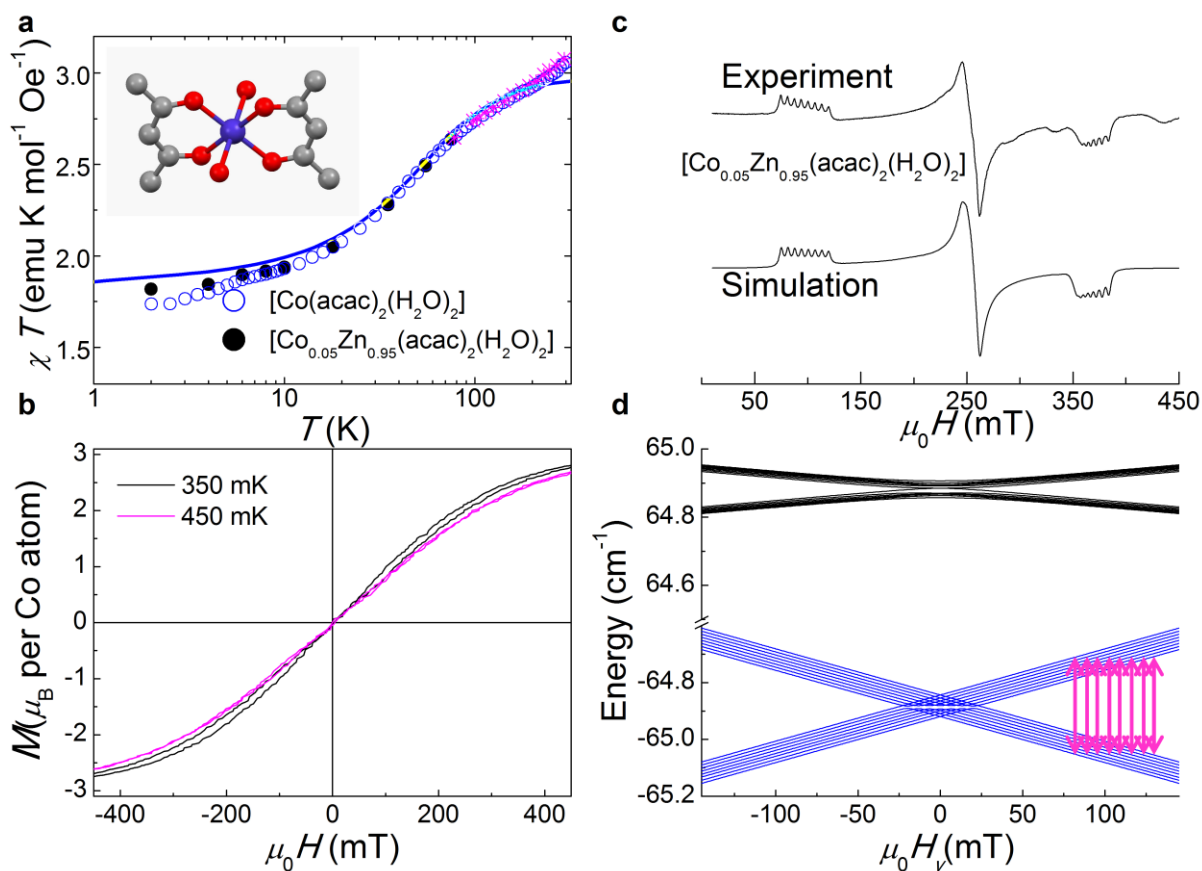 a
χ T (emu K mol⁻¹ Oe⁻¹)
3.0
2.5
2.0
1.5
[Co(acac)₂(H₂O)₂]
[Co₀.₀₅Zn₀.₉₅(acac)₂(H₂O)₂]
1
10
100
T (K)
b
M(μB per Co atom)
3
2
1
0
-1
-2
-3
350 mK
450 mK
-400
-200
0
200
400
μ₀H (mT)
c
Experiment
[Co₀.₀₅Zn₀.₉₅(acac)₂(H₂O)₂]
Simulation
50
150
250
350
450
μ₀H (mT)
d
Energy (cm⁻¹)
65.0
64.8
64.6
-64.8
-65.0
-65.2
-100
-50
0
50
100
μ₀Hy (mT)